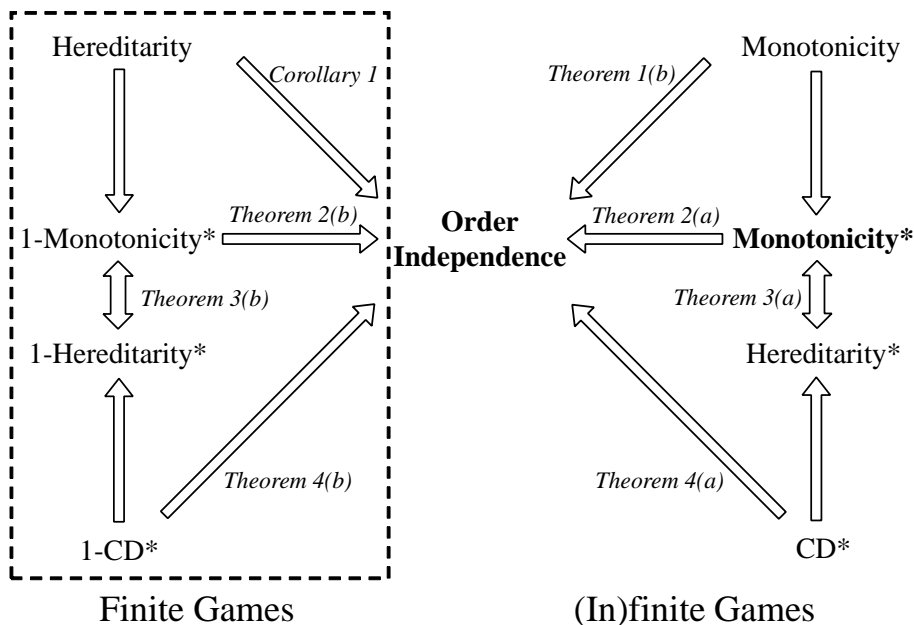 Hereditarity
Corollary 1
Theorem 1(b)
Monotonicity
1-Monotonicity*
Theorem 2(b)
Order
Independence
Theorem 2(a)
Monotonicity*
Theorem 3(b)
Theorem 3(a)
1-Hereditarity*
Hereditarity*
Theorem 4(b)
Theorem 4(a)
1-CD*
CD*
Finite Games
(In)finite Games